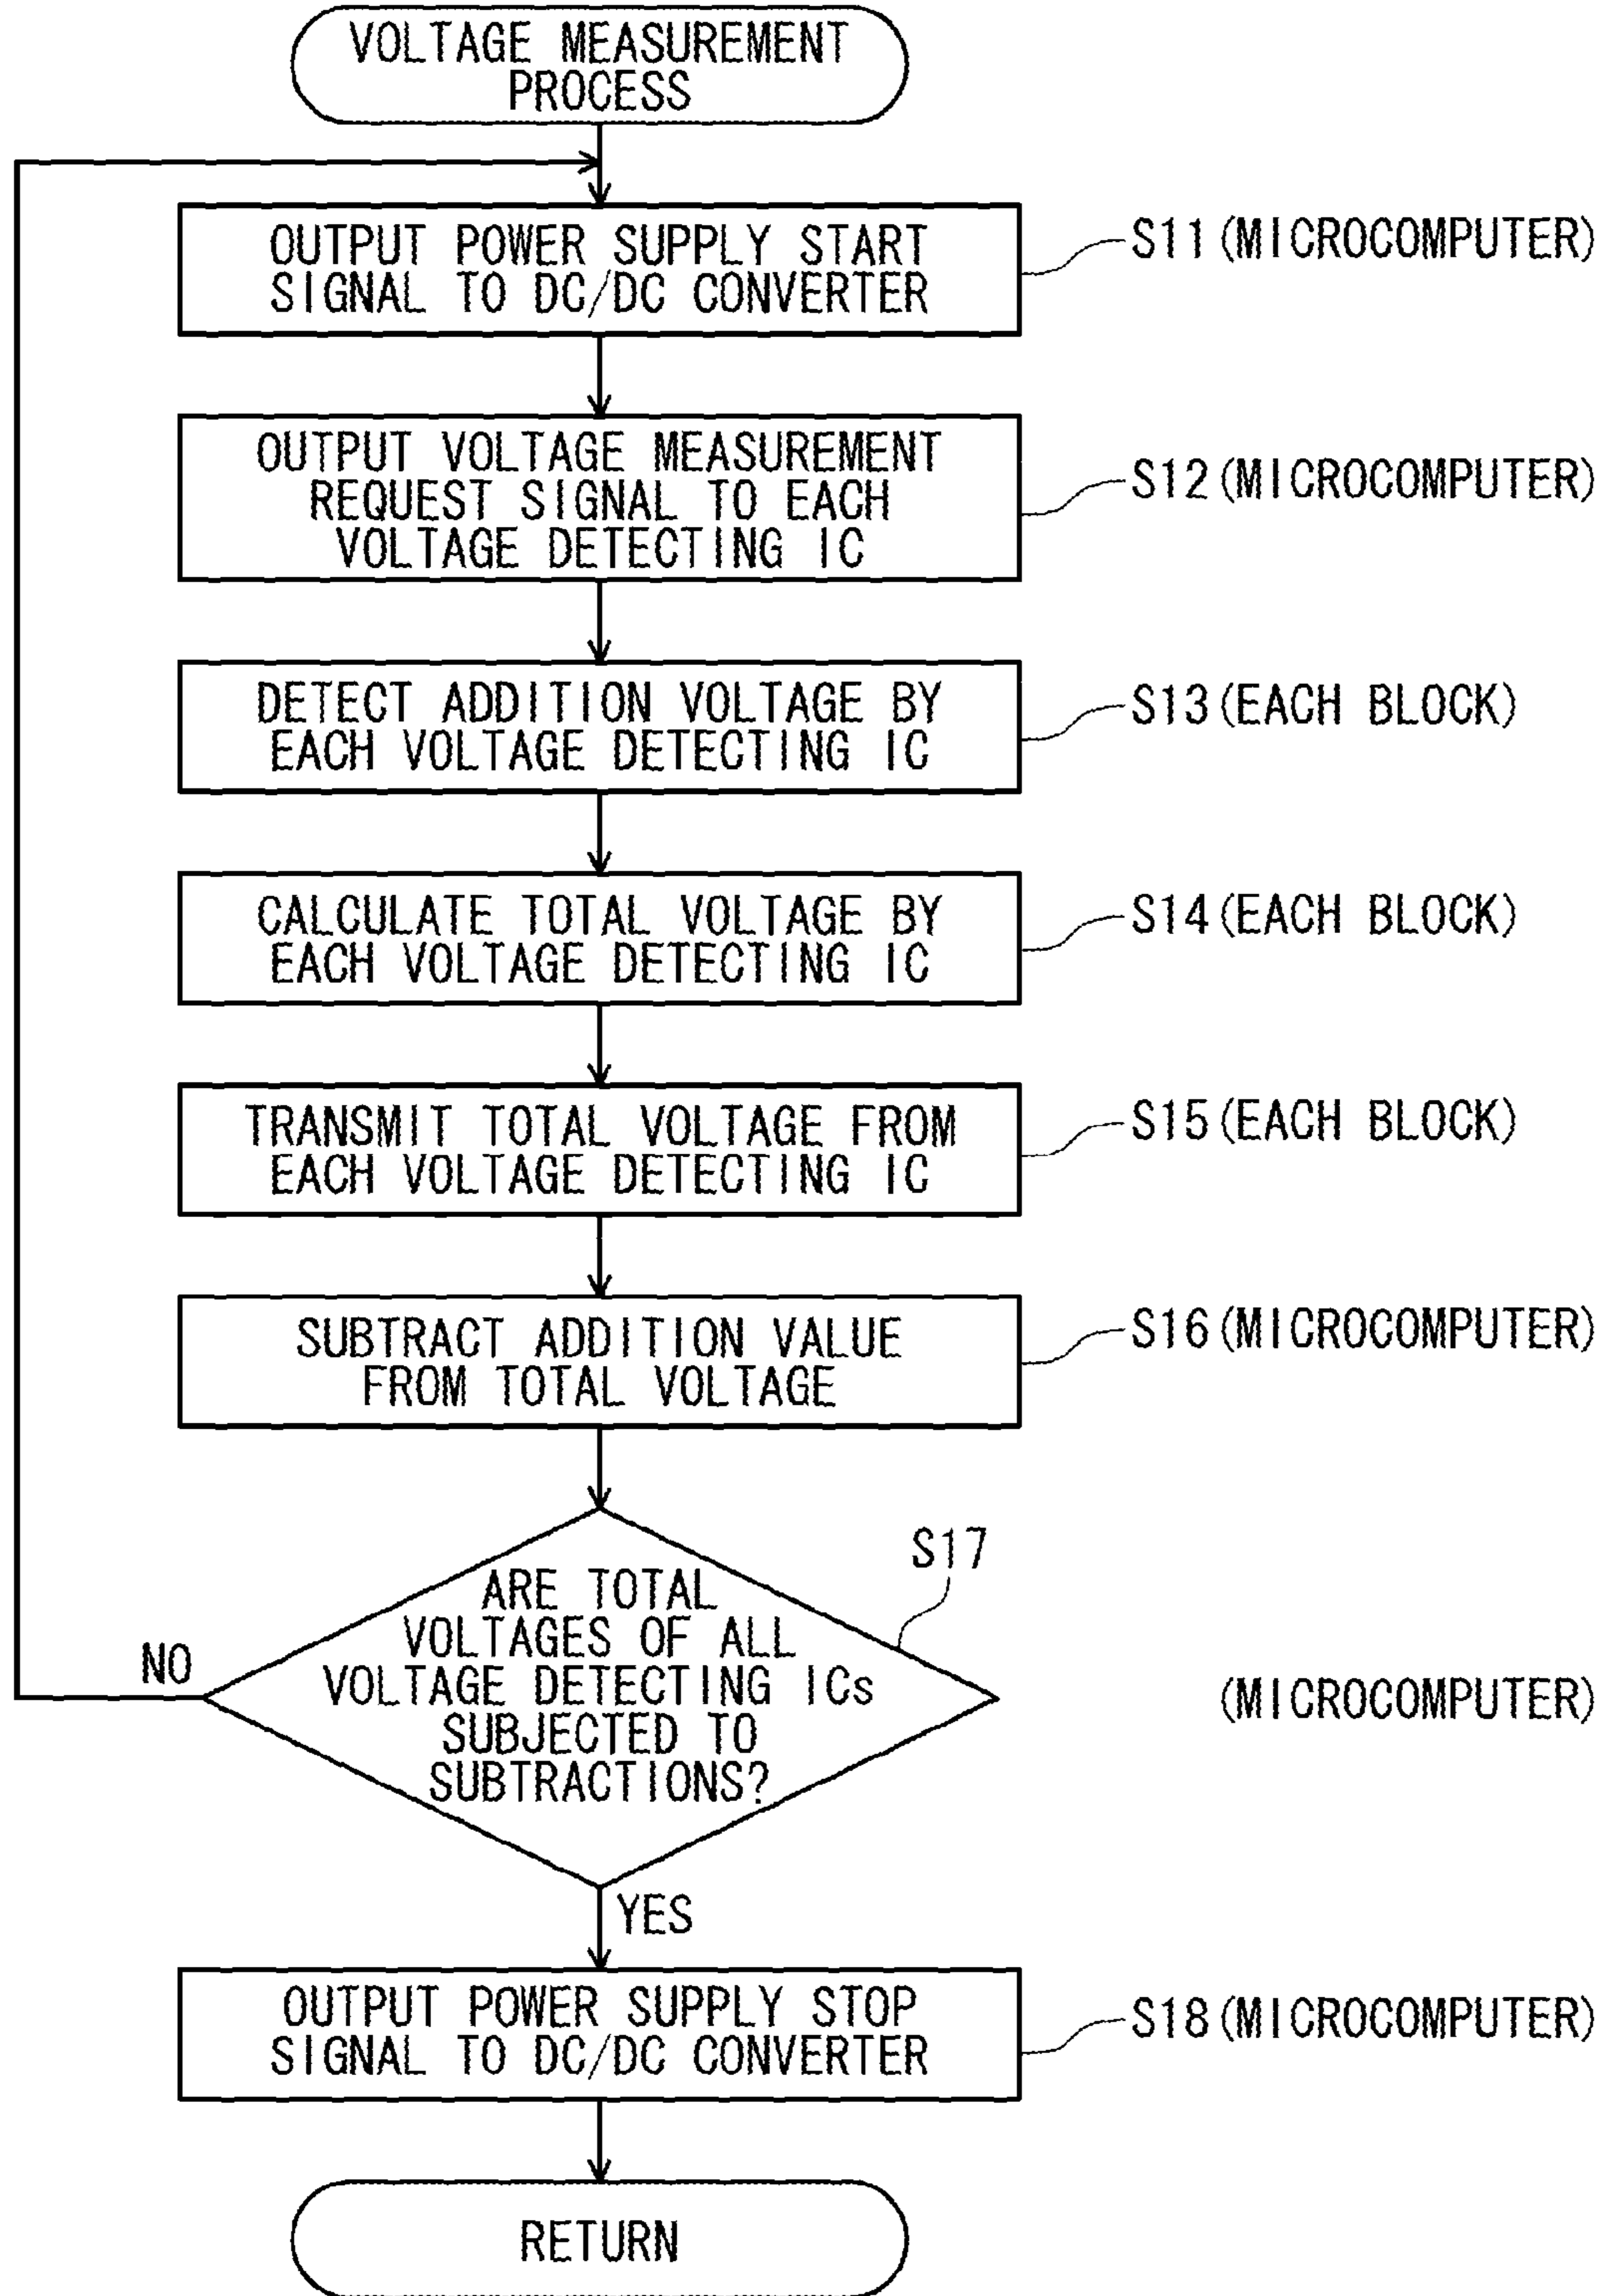 VOLTAGE MEASUREMENT
PROCESS
OUTPUT POWER SUPPLY START
SIGNAL TO DC/DC CONVERTER
S11(MICROCOMPUTER)
OUTPUT VOLTAGE MEASUREMENT
REQUEST SIGNAL TO EACH
VOLTAGE DETECTING IC
S12(MICROCOMPUTER)
DETECT ADDITION VOLTAGE BY
EACH VOLTAGE DETECTING IC
S13(EACH BLOCK)
CALCULATE TOTAL VOLTAGE BY
EACH VOLTAGE DETECTING IC
S14(EACH BLOCK)
TRANSMIT TOTAL VOLTAGE FROM
EACH VOLTAGE DETECTING IC
S15(EACH BLOCK)
SUBTRACT ADDITION VALUE
FROM TOTAL VOLTAGE
S16(MICROCOMPUTER)
S17
ARE TOTAL
VOLTAGES OF ALL
VOLTAGE DETECTING ICs
SUBJECTED TO
SUBTRACTIONS?
NO
(MICROCOMPUTER)
YES
OUTPUT POWER SUPPLY STOP
SIGNAL TO DC/DC CONVERTER
S18(MICROCOMPUTER)
RETURN